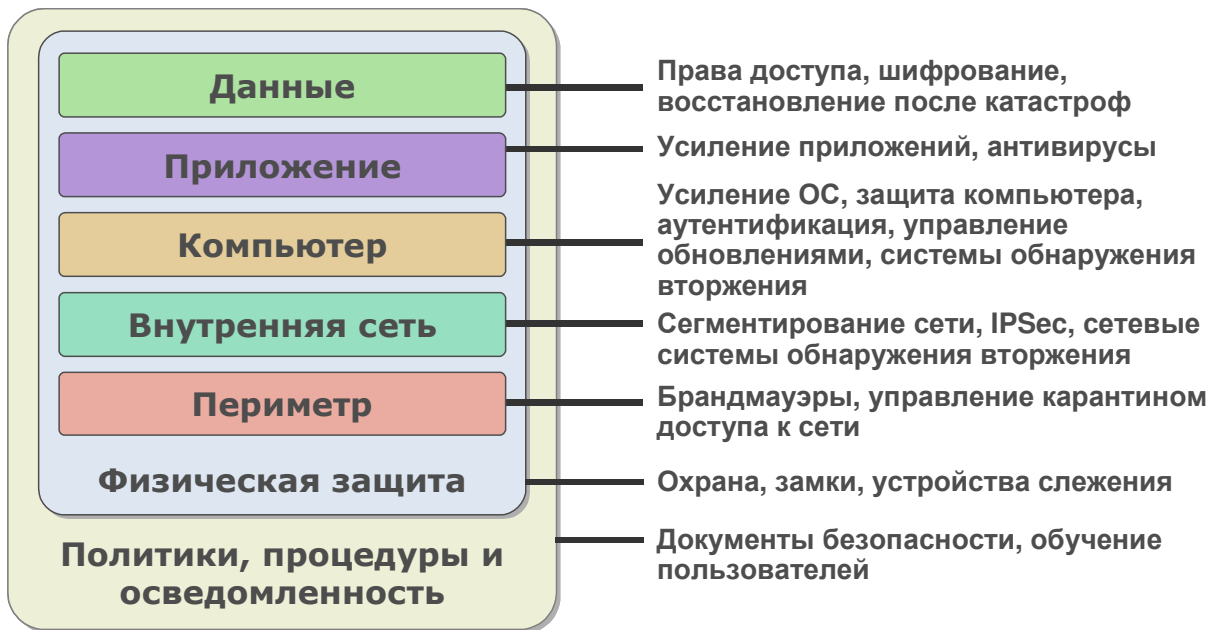 Данные
Права доступа, шифрование,
восстановление после катастроф
Приложение
Усиление приложений, антивирусы
Компьютер
Усиление ОС, защита компьютера,
аутентификация, управление
обновлениями, системы обнаружения
вторжения
Внутренняя сеть
Сегментирование сети, IPSec, сетевые
системы обнаружения вторжения
Периметр
Брандмауэры, управление карантином
доступа к сети
Физическая защита
Охрана, замки, устройства слежения
Политики, процедуры и
осведомленность
Документы безопасности, обучение
пользователей